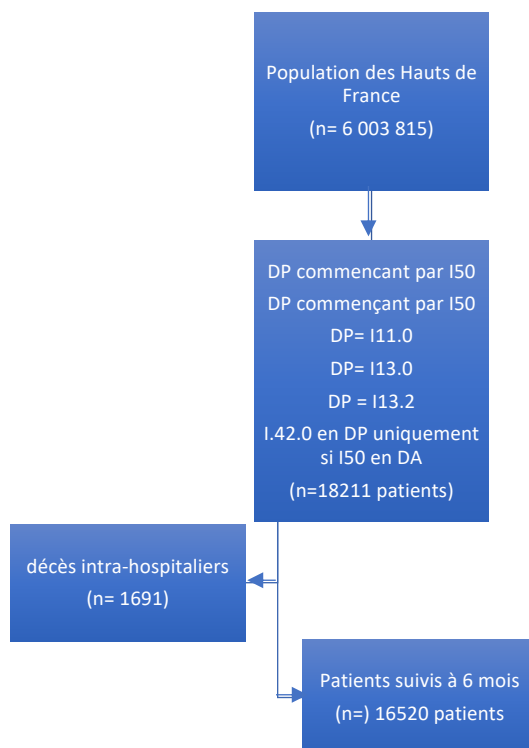 Population des Hauts de
France
(n= 6 003 815)
DP commencant par I50
DP commençant par I50
DP= I11.0
DP= I13.0
DP = I13.2
I.42.0 en DP uniquement
si I50 en DA
(n=18211 patients)
décès intra-hospitaliers
(n= 1691)
Patients suivis à 6 mois
(n=) 16520 patients